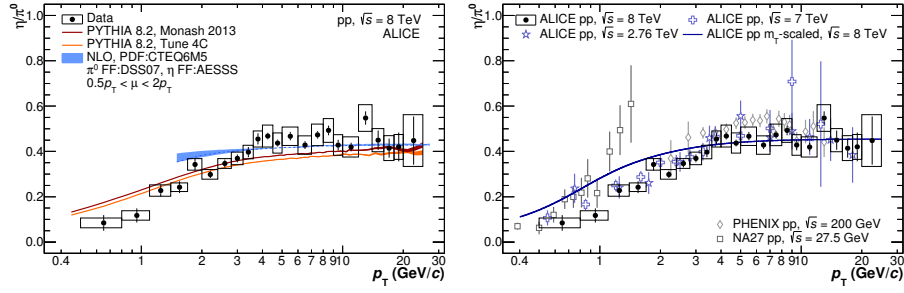 η/π⁰
Data
PYTHIA 8.2, Monash 2013
PYTHIA 8.2, Tune 4C
NLO, PDF:CTEQ6M5
π⁰ FF:DSS07, η FF:AESSS
0.5p_T < μ < 2p_T
pp, √s = 8 TeV
ALICE
1.0
0.8
0.6
0.4
0.2
0.0
0.4 1 2 3 4 5 6 7 8 910 20 30
p_T (GeV/c)
η/π⁰
ALICE pp, √s = 8 TeV
ALICE pp, √s = 7 TeV
ALICE pp, √s = 2.76 TeV
ALICE pp m_T-scaled, √s = 8 TeV
1.0
0.8
0.6
0.4
0.2
0.0
PHENIX pp, √s = 200 GeV
NA27 pp, √s = 27.5 GeV
0.4 1 2 3 4 5 6 7 8 910 20 30
p_T (GeV/c)